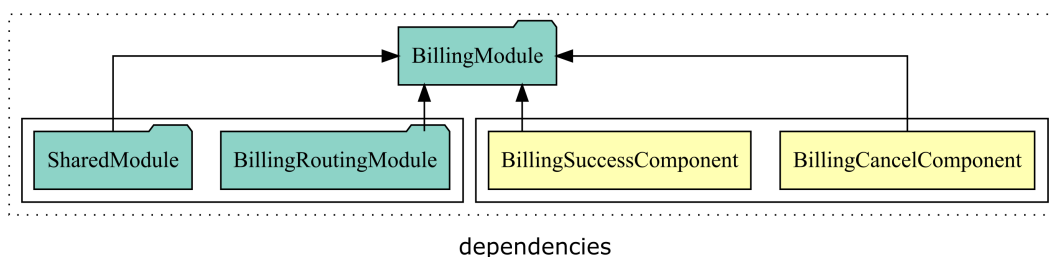 BillingModule
SharedModule
BillingRoutingModule
BillingSuccessComponent
BillingCancelComponent
dependencies